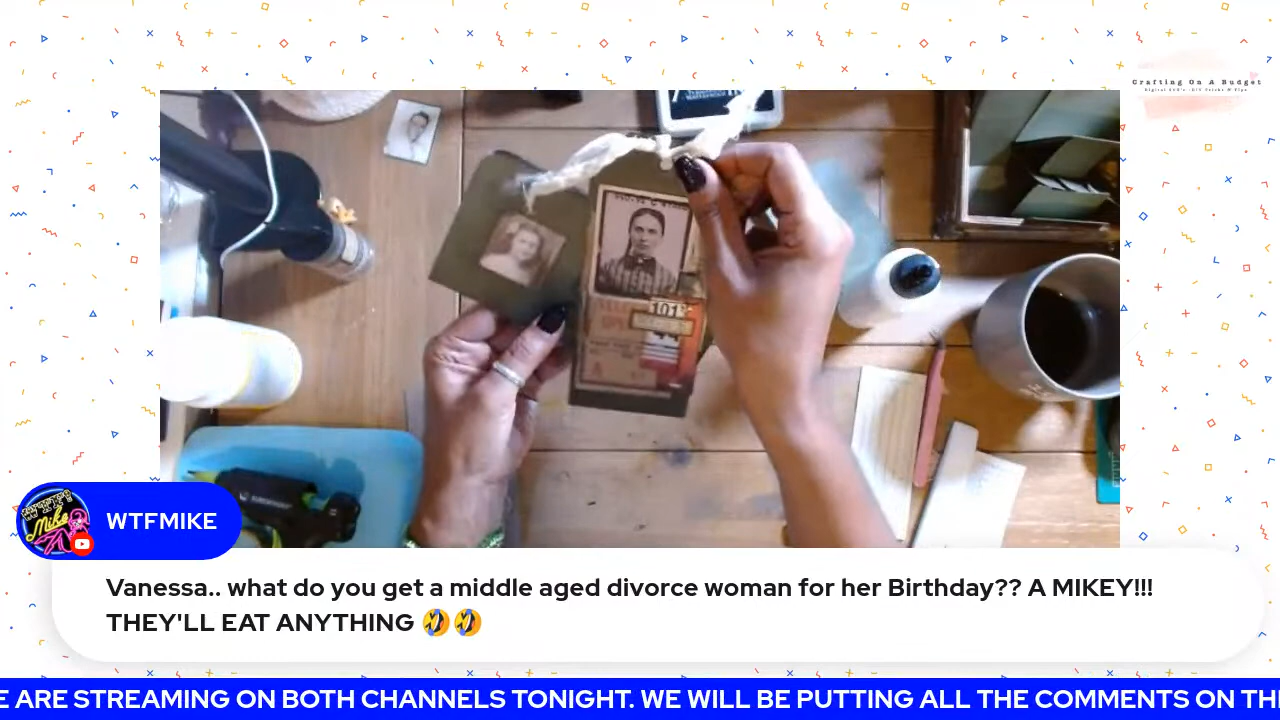 Crafting On A Budget
WTFMIKE
Vanessa.. what do you get a middle aged divorce woman for her Birthday?? A MIKEY!!!
THEY'LL EAT ANYTHING 🤣🤣
E ARE STREAMING ON BOTH CHANNELS TONIGHT. WE WILL BE PUTTING ALL THE COMMENTS ON TH
101